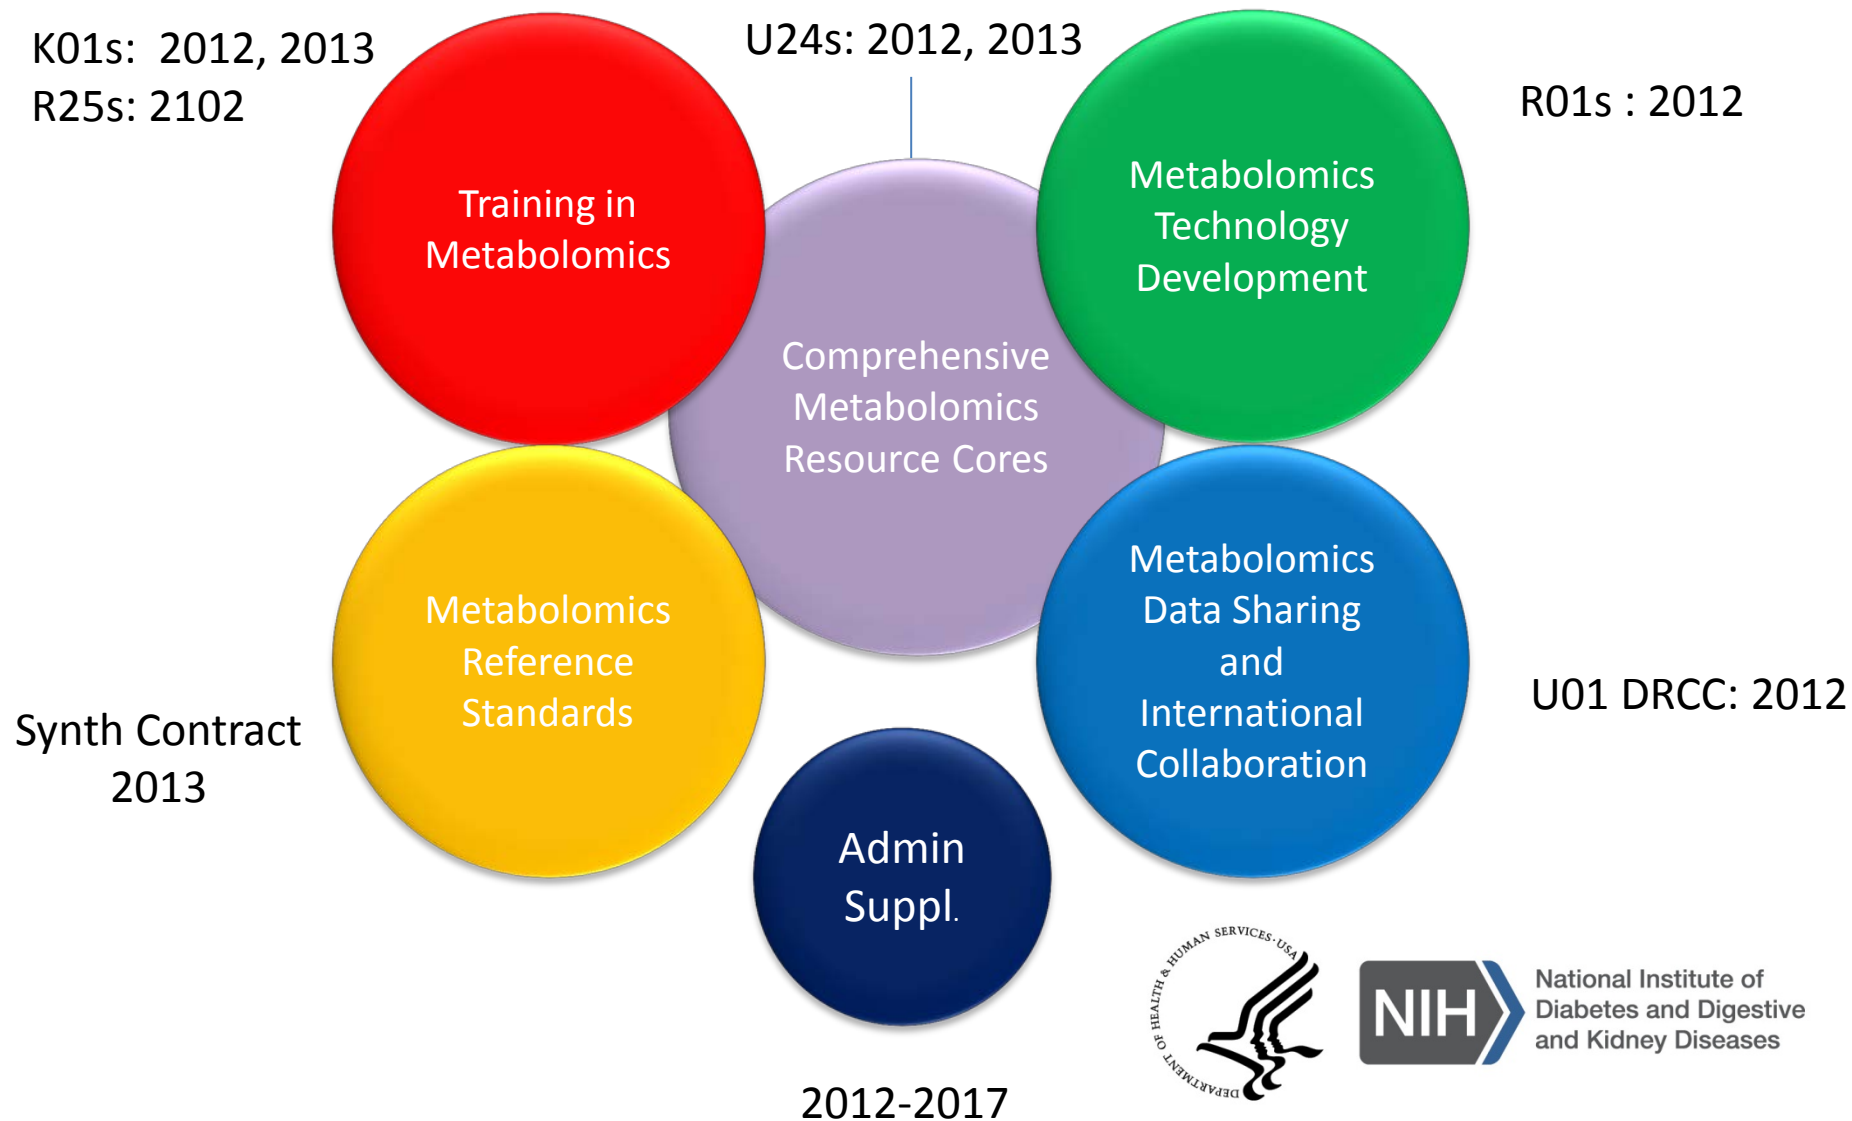 K01s:  2012, 2013
R25s: 2102
U24s: 2012, 2013
R01s : 2012
Training in
Metabolomics
Metabolomics
Technology
Development
Comprehensive
Metabolomics
Resource Cores
Metabolomics
Reference
Standards
Metabolomics
Data Sharing
and
International
Collaboration
Synth Contract
2013
U01 DRCC: 2012
Admin
Suppl.
2012-2017
DEPARTMENT OF HEALTH & HUMAN SERVICES·USA
NIH
National Institute of
Diabetes and Digestive
and Kidney Diseases